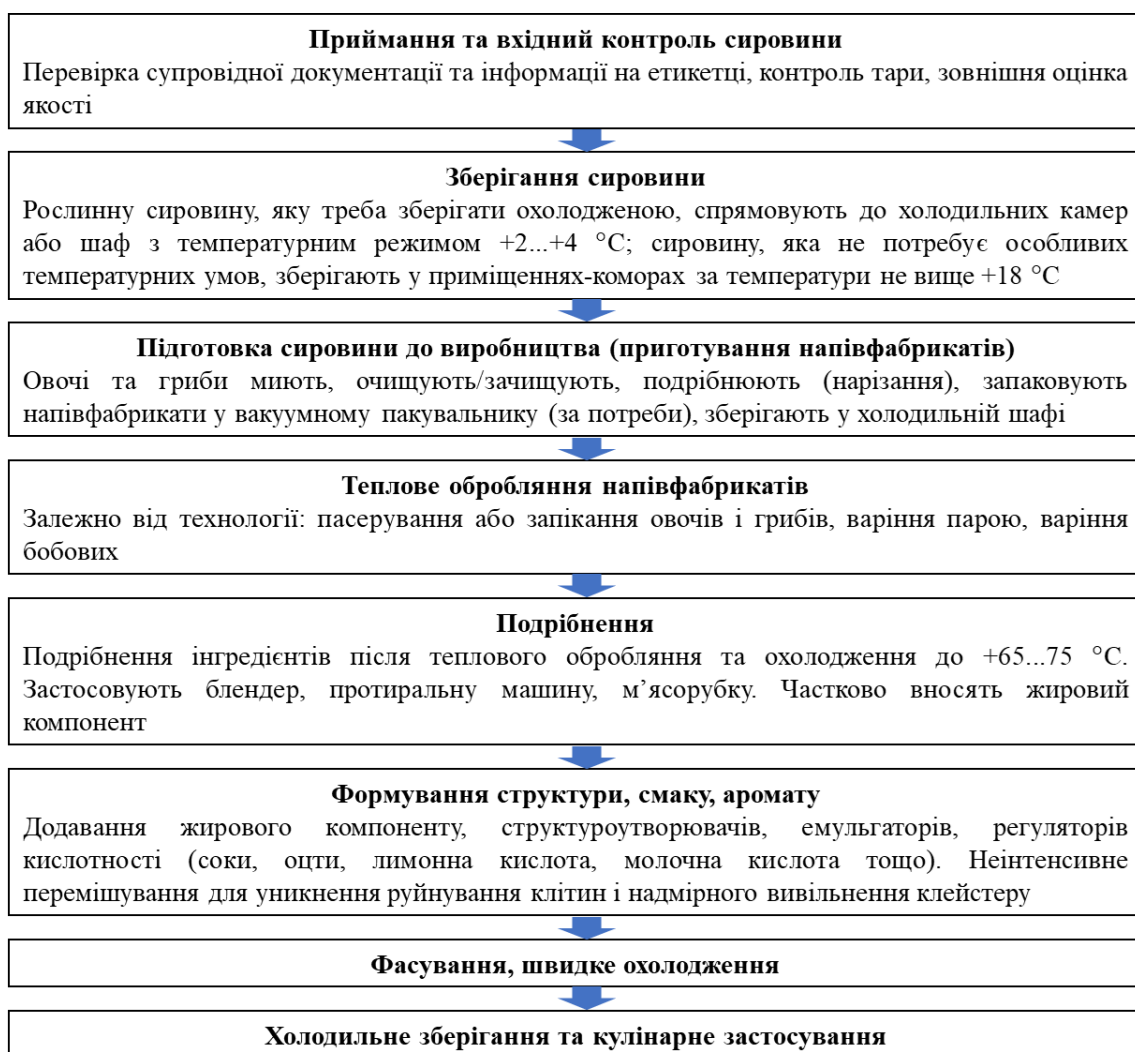 Приймання та вхідний контроль сировини
Перевірка супровідної документації та інформації на етикетці, контроль тари, зовнішня оцінка
якості
Зберігання сировини
Рослинну сировину, яку треба зберігати охолодженою, спрямовують до холодильних камер
або шаф з температурним режимом +2...+4 °С; сировину, яка не потребує особливих
температурних умов, зберігають у приміщеннях-коморах за температури не вище +18 °С
Підготовка сировини до виробництва (приготування напівфабрикатів)
Овочі та гриби миють, очищують/зачищують, подрібнюють (нарізання), запаковують
напівфабрикати у вакуумному пакувальнику (за потреби), зберігають у холодильній шафі
Теплове обробляння напівфабрикатів
Залежно від технології: пасерування або запікання овочів і грибів, варіння парою, варіння
бобових
Подрібнення
Подрібнення інгредієнтів після теплового обробляння та охолодження до +65...75 °С.
Застосовують блендер, протиральну машину, м’ясорубку. Частково вносять жировий
компонент
Формування структури, смаку, аромату
Додавання жирового компоненту, структуроутворювачів, емульгаторів, регуляторів
кислотності (соки, оцти, лимонна кислота, молочна кислота тощо). Неінтенсивне
перемішування для уникнення руйнування клітин і надмірного вивільнення клейстеру
Фасування, швидке охолодження
Холодильне зберігання та кулінарне застосування